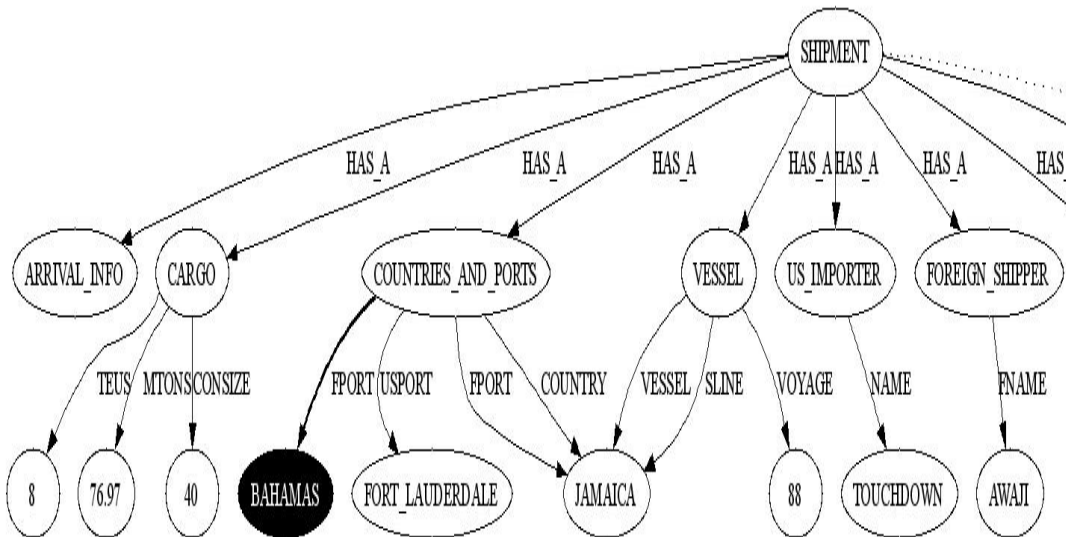 SHIPMENT
HAS_A HAS_A HAS_A HAS_A HAS_A HAS_A HAS_
ARRIVAL_INFO CARGO COUNTRIES_AND_PORTS VESSEL US_IMPORTER FOREIGN_SHIPPER
TEUS MTONS CONSIZE FPORT USPORT FPORT COUNTRY VESSEL SLINE VOYAGE NAME FNAME
8 76.97 40 BAHAMAS FORT_LAUDERDALE JAMAICA 88 TOUCHDOWN AWAJI